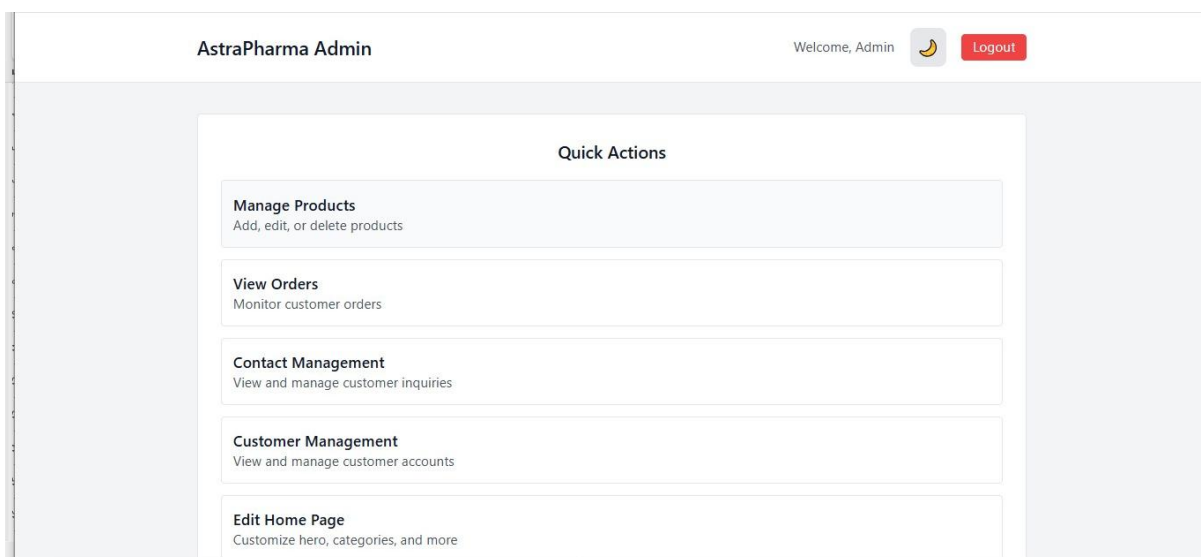 AstraPharma Admin
Welcome, Admin
Logout
Quick Actions
Manage Products
Add, edit, or delete products
View Orders
Monitor customer orders
Contact Management
View and manage customer inquiries
Customer Management
View and manage customer accounts
Edit Home Page
Customize hero, categories, and more